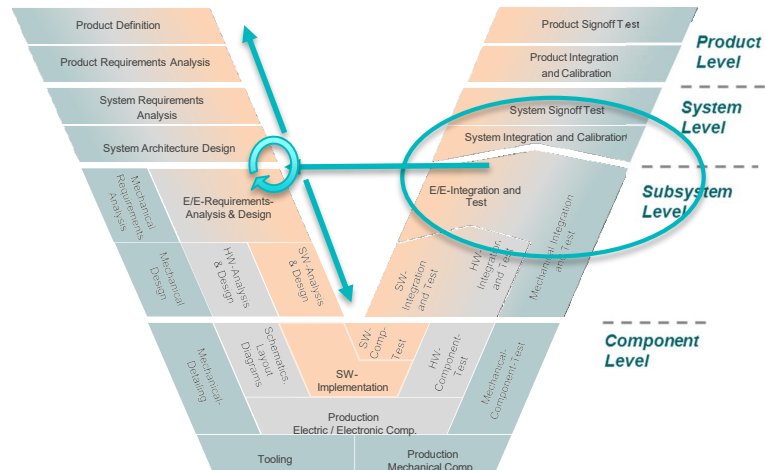 Product Definition
Product Requirements Analysis
System Requirements
Analysis
System Architecture Design
Mechanical
Requirements
Analysis
E/E-Requirements-
Analysis & Design
Mechanical
Design
HW-Analysis
& Design
SW-Analysis
& Design
Mechanical-
Detailing
Schematics,
Layout
Diagrams
SW-
Implementation
SW-
Comp-
Test
HW-
Component-
Test
Mechanical-
Component-Test
Production
Electric / Electronic Comp.
Tooling
Production
Mechanical Comp
Product Signoff Test
Product Integration
and Calibration
System Signoff Test
System Integration and Calibration
E/E-Integration and
Test
SW-
Integration
and Test
HW-
Integration
and Test
Mechanical Integration
and Test
Product
Level
System
Level
Subsystem
Level
Component
Level